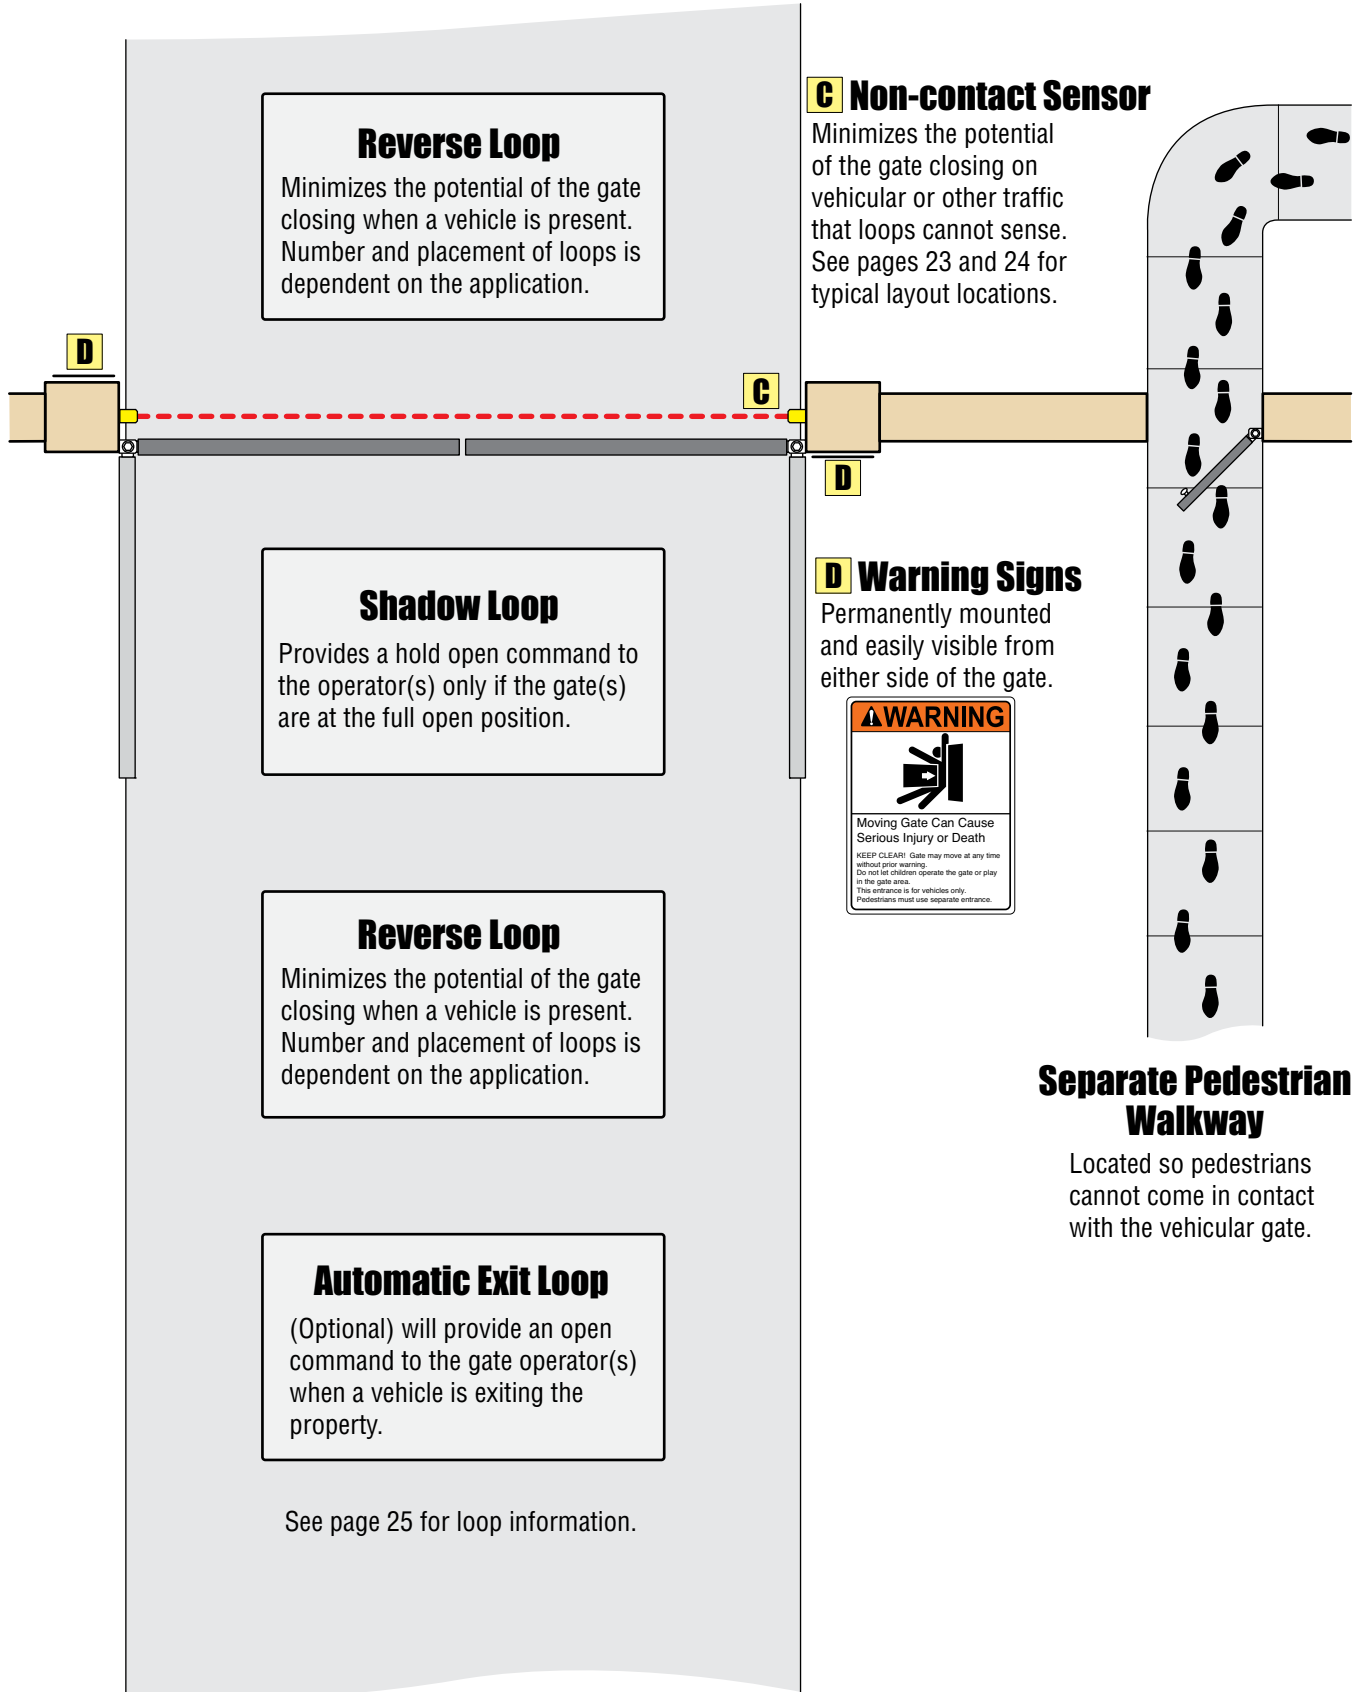 Reverse Loop
Minimizes the potential of the gate
closing when a vehicle is present.
Number and placement of loops is
dependent on the application.
C Non-contact Sensor
Minimizes the potential
of the gate closing on
vehicular or other traffic
that loops cannot sense.
See pages 23 and 24 for
typical layout locations.
D
C
D
Shadow Loop
Provides a hold open command to
the operator(s) only if the gate(s)
are at the full open position.
D Warning Signs
Permanently mounted
and easily visible from
either side of the gate.
WARNING
Moving Gate Can Cause
Serious Injury or Death
KEEP CLEAR! Gate may move at any time
without prior warning.
Do not let children operate the gate or play
in the gate area.
This entrance is for vehicles only.
Pedestrians must use separate entrance.
Reverse Loop
Minimizes the potential of the gate
closing when a vehicle is present.
Number and placement of loops is
dependent on the application.
Separate Pedestrian
Walkway
Located so pedestrians
cannot come in contact
with the vehicular gate.
Automatic Exit Loop
(Optional) will provide an open
command to the gate operator(s)
when a vehicle is exiting the
property.
See page 25 for loop information.